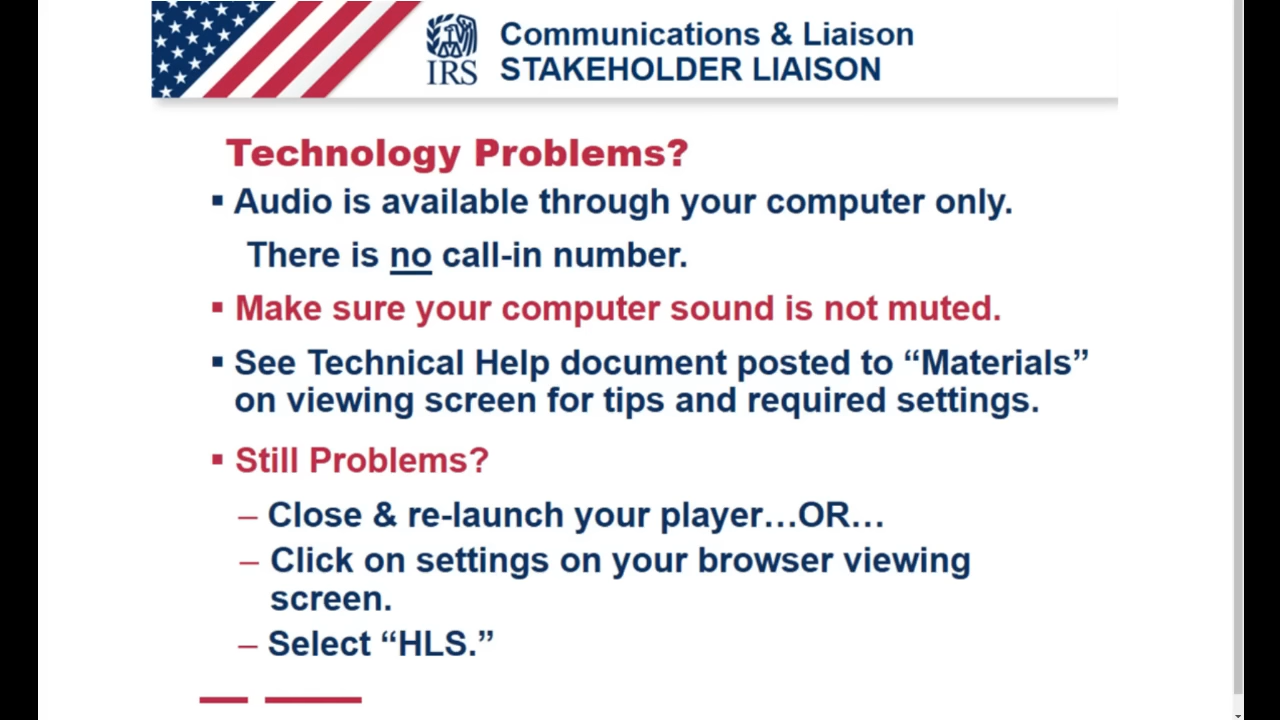 Communications & Liaison
IRS
STAKEHOLDER LIAISON
Technology Problems?
▪ Audio is available through your computer only.
There is no call-in number.
▪ Make sure your computer sound is not muted.
▪ See Technical Help document posted to “Materials”
on viewing screen for tips and required settings.
▪ Still Problems?
– Close & re-launch your player…OR…
– Click on settings on your browser viewing
screen.
– Select “HLS.”